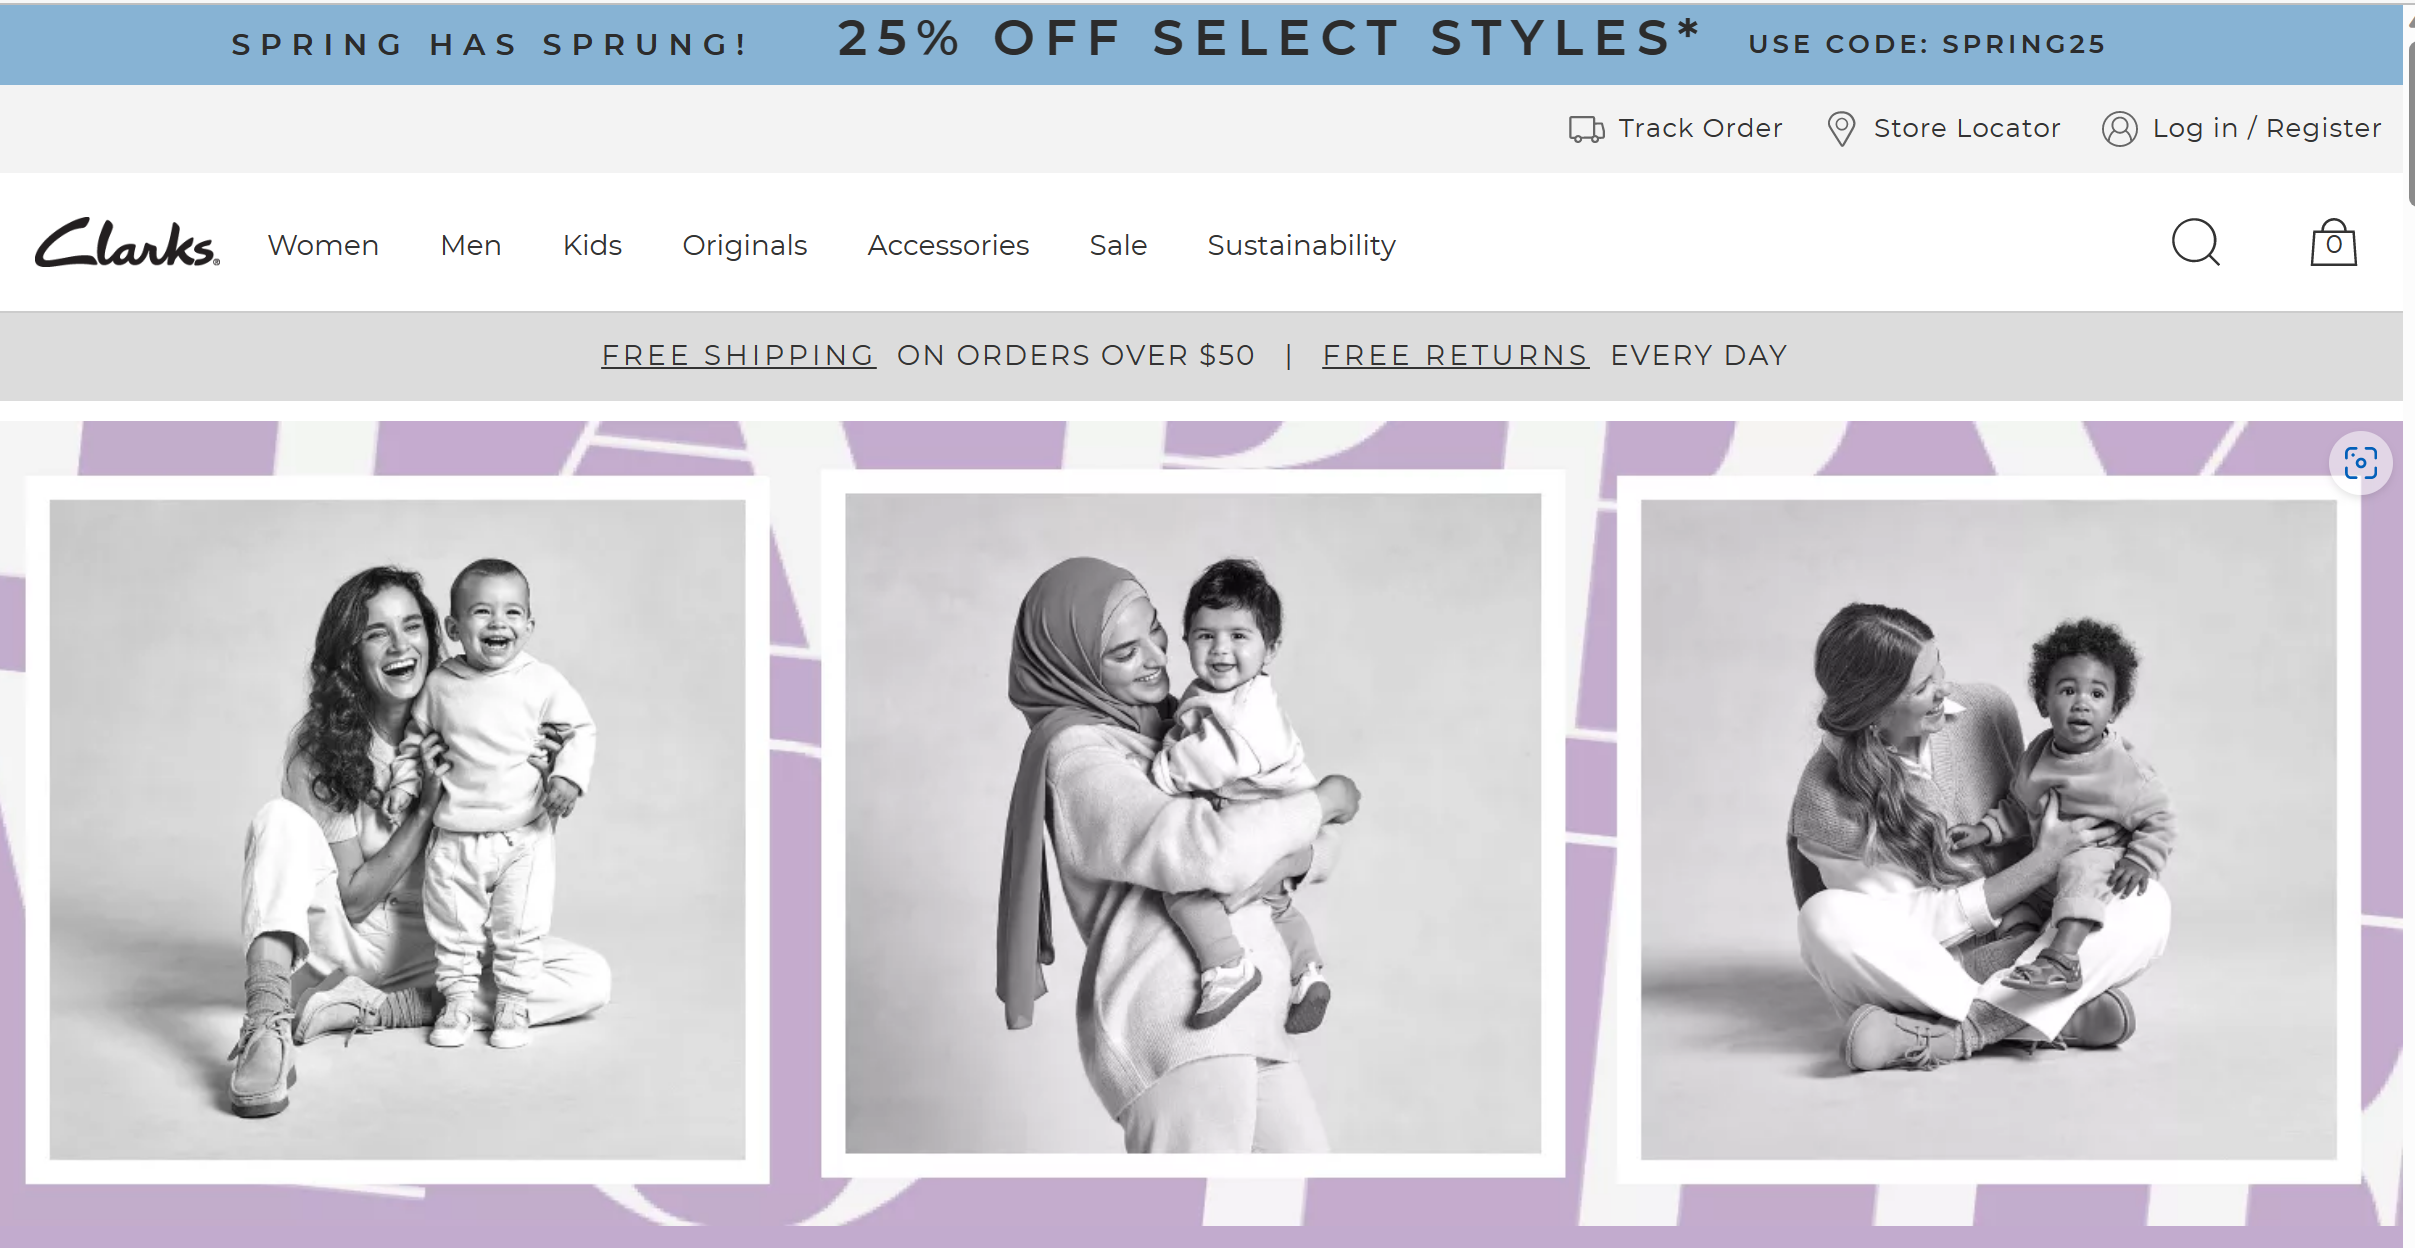 SPRING HAS SPRUNG! 25% OFF SELECT STYLES* USE CODE: SPRING25
Track Order Store Locator Log in / Register
Clarks® Women Men Kids Originals Accessories Sale Sustainability 0
FREE SHIPPING ON ORDERS OVER $50 | FREE RETURNS EVERY DAY